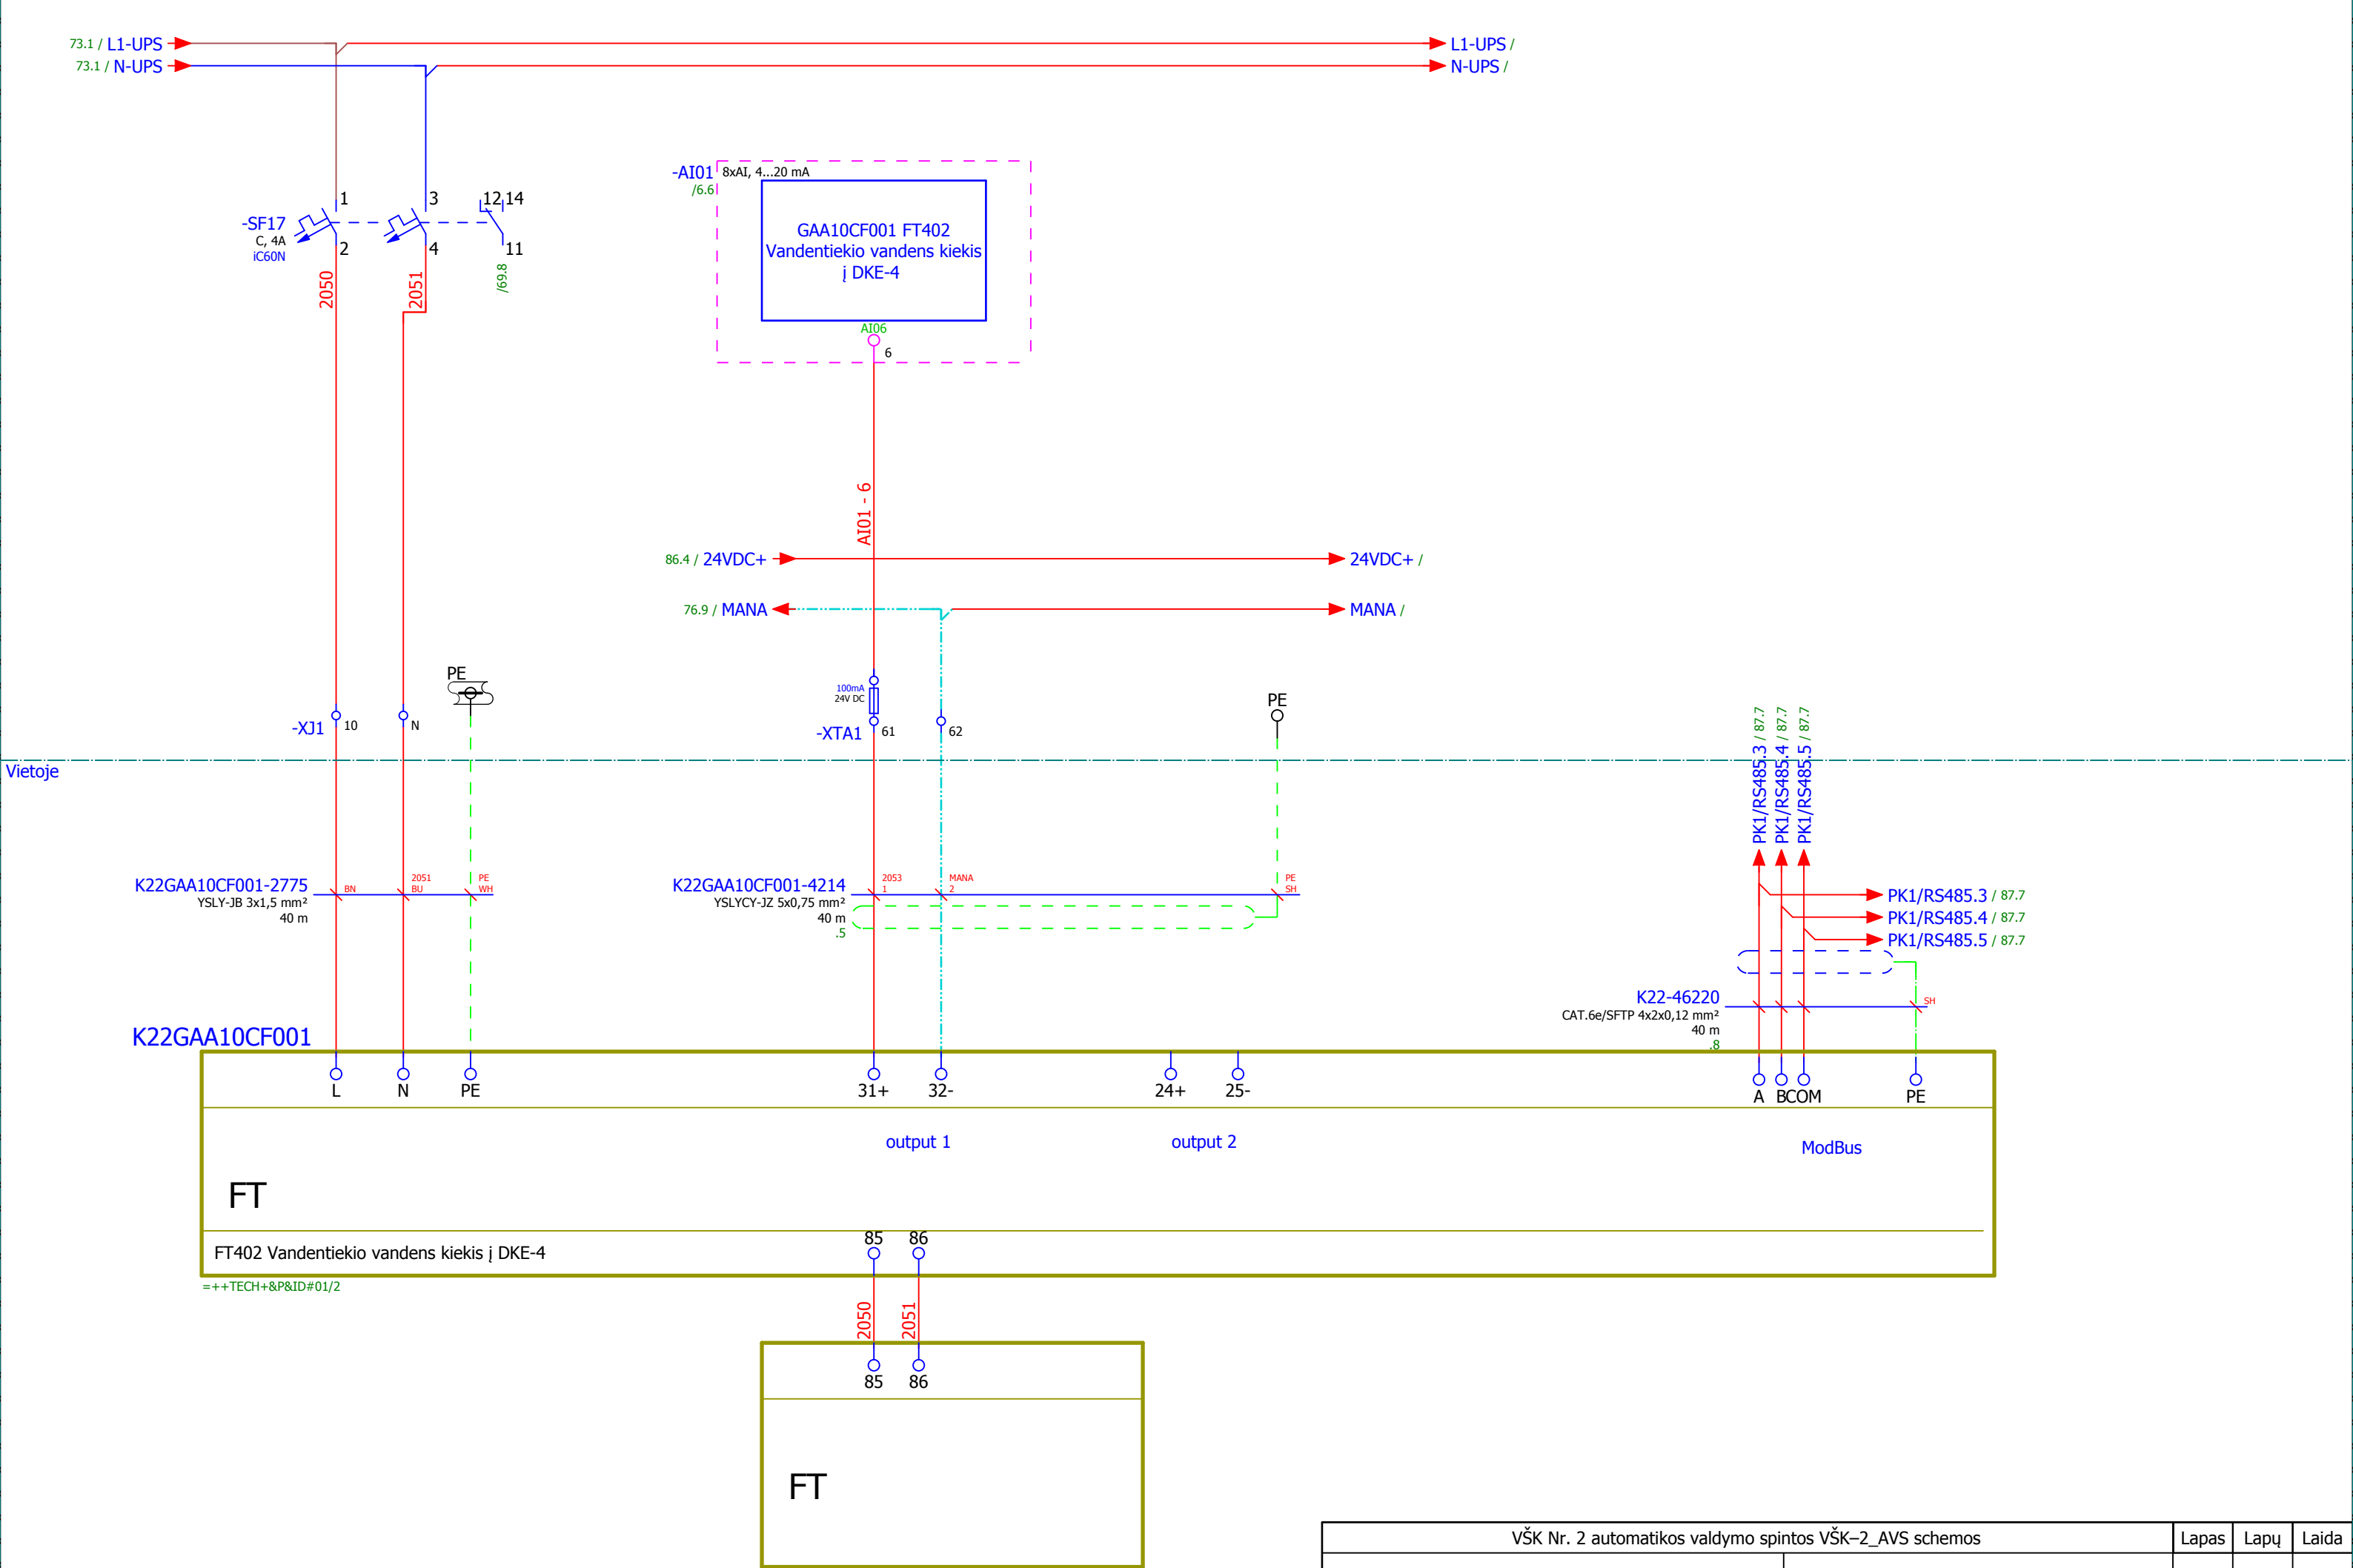 73.1 / L1-UPS
L1-UPS /
73.1 / N-UPS
N-UPS /
-AI01
8xAI, 4...20 mA
/6.6
GAA10CF001 FT402
Vandentiekio vandens kiekis
į DKE-4
AI06
6
1
3
12 14
-SF17
C, 4A
iC60N
2
4
11
2050
2051
/69.8
AI01 - 6
86.4 / 24VDC+
24VDC+ /
76.9 / MANA
MANA /
PE
100mA
24V DC
PE
-XJ1
10
N
-XTA1
61
62
PK1/RS485.3 / 87.7
PK1/RS485.4 / 87.7
PK1/RS485.5 / 87.7
Vietoje
K22GAA10CF001-2775
YSLY-JB 3x1,5 mm²
40 m
BN
2051
BU
PE
WH
K22GAA10CF001-4214
YSLYCY-JZ 5x0,75 mm²
40 m
.5
2053
1
MANA
2
PE
SH
PK1/RS485.3 / 87.7
PK1/RS485.4 / 87.7
PK1/RS485.5 / 87.7
K22-46220
CAT.6e/SFTP 4x2x0,12 mm²
40 m
.8
SH
K22GAA10CF001
L
N
PE
31+
32-
24+
25-
A
B
COM
PE
output 1
output 2
ModBus
FT
85
86
FT402 Vandentiekio vandens kiekis į DKE-4
=++TECH+&P&ID#01/2
2050
2051
85
86
FT
VŠK Nr. 2 automatikos valdymo spintos VŠK–2_AVS schemos
Lapas
Lapų
Laida